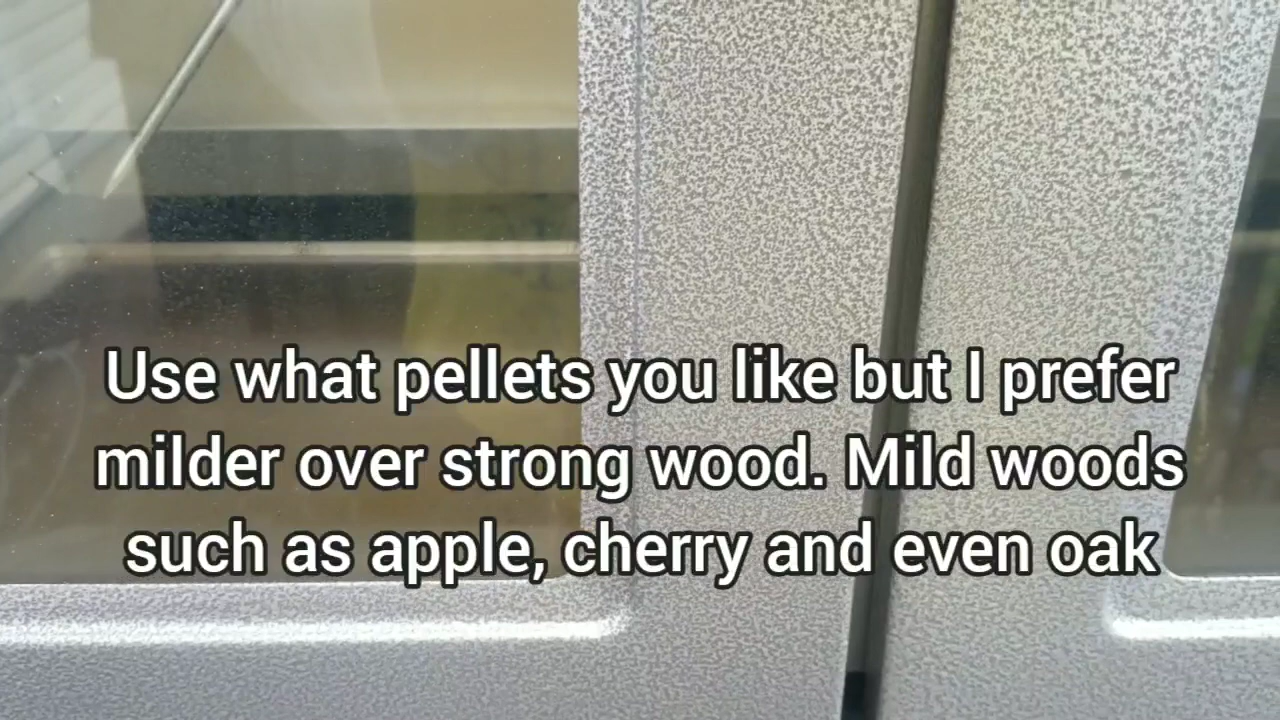 Use what pellets you like but I prefer
milder over strong wood. Mild woods
such as apple, cherry and even oak